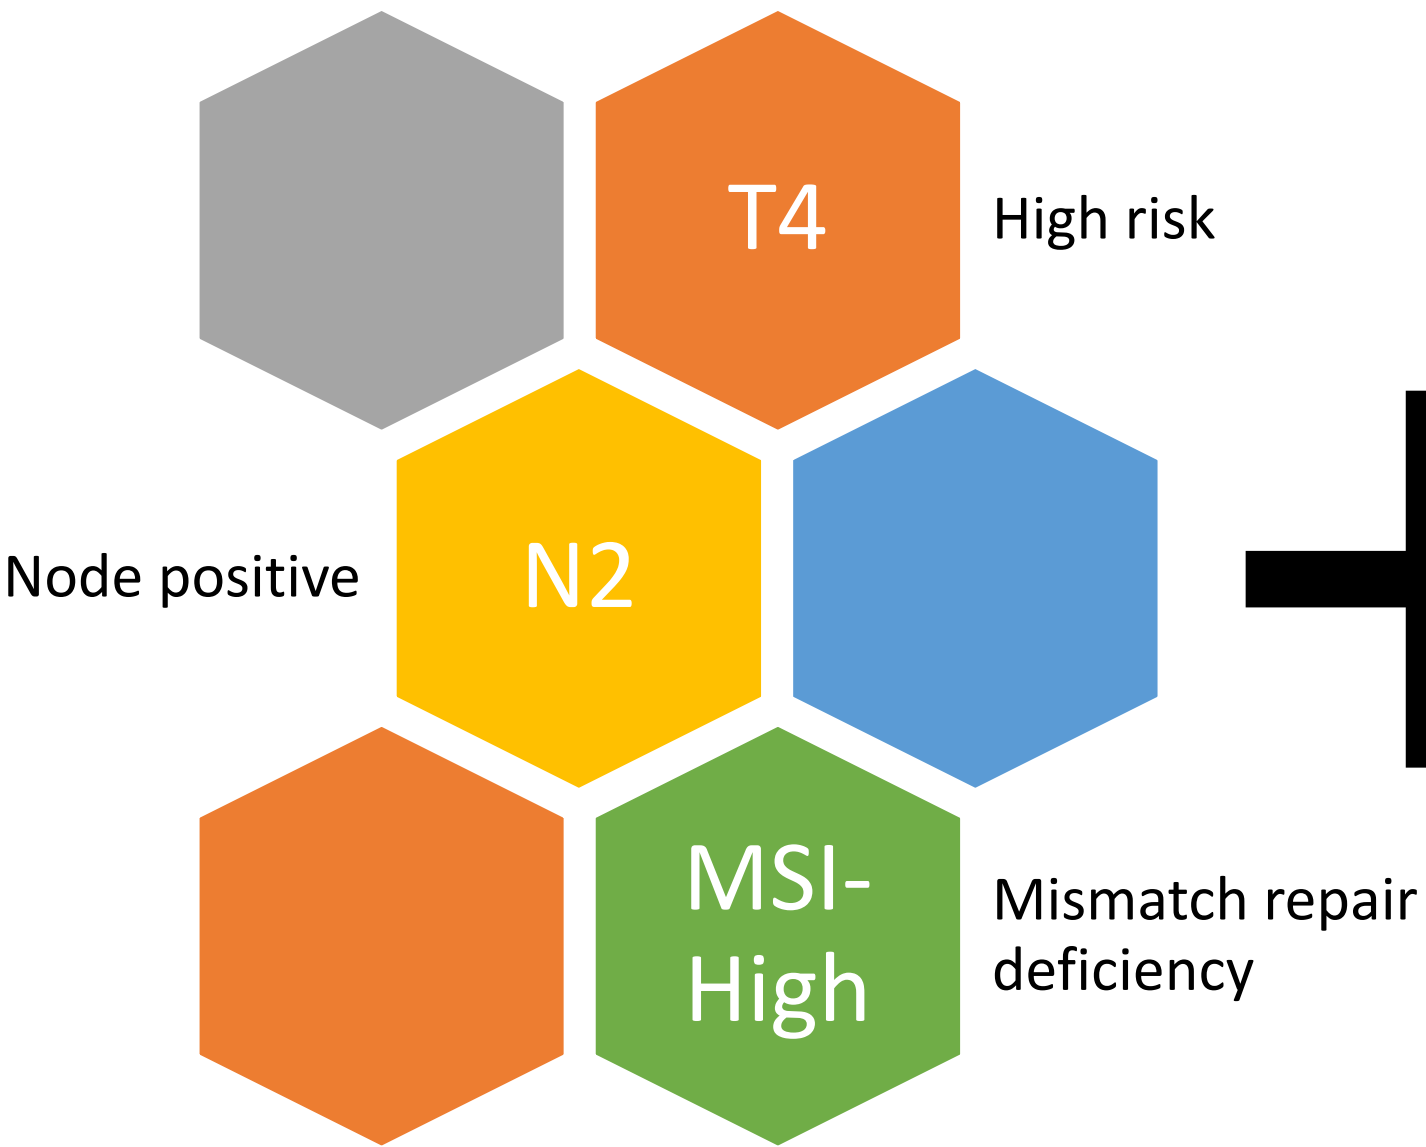 T4
High risk
Node positive
N2
MSI-
High
Mismatch repair
deficiency